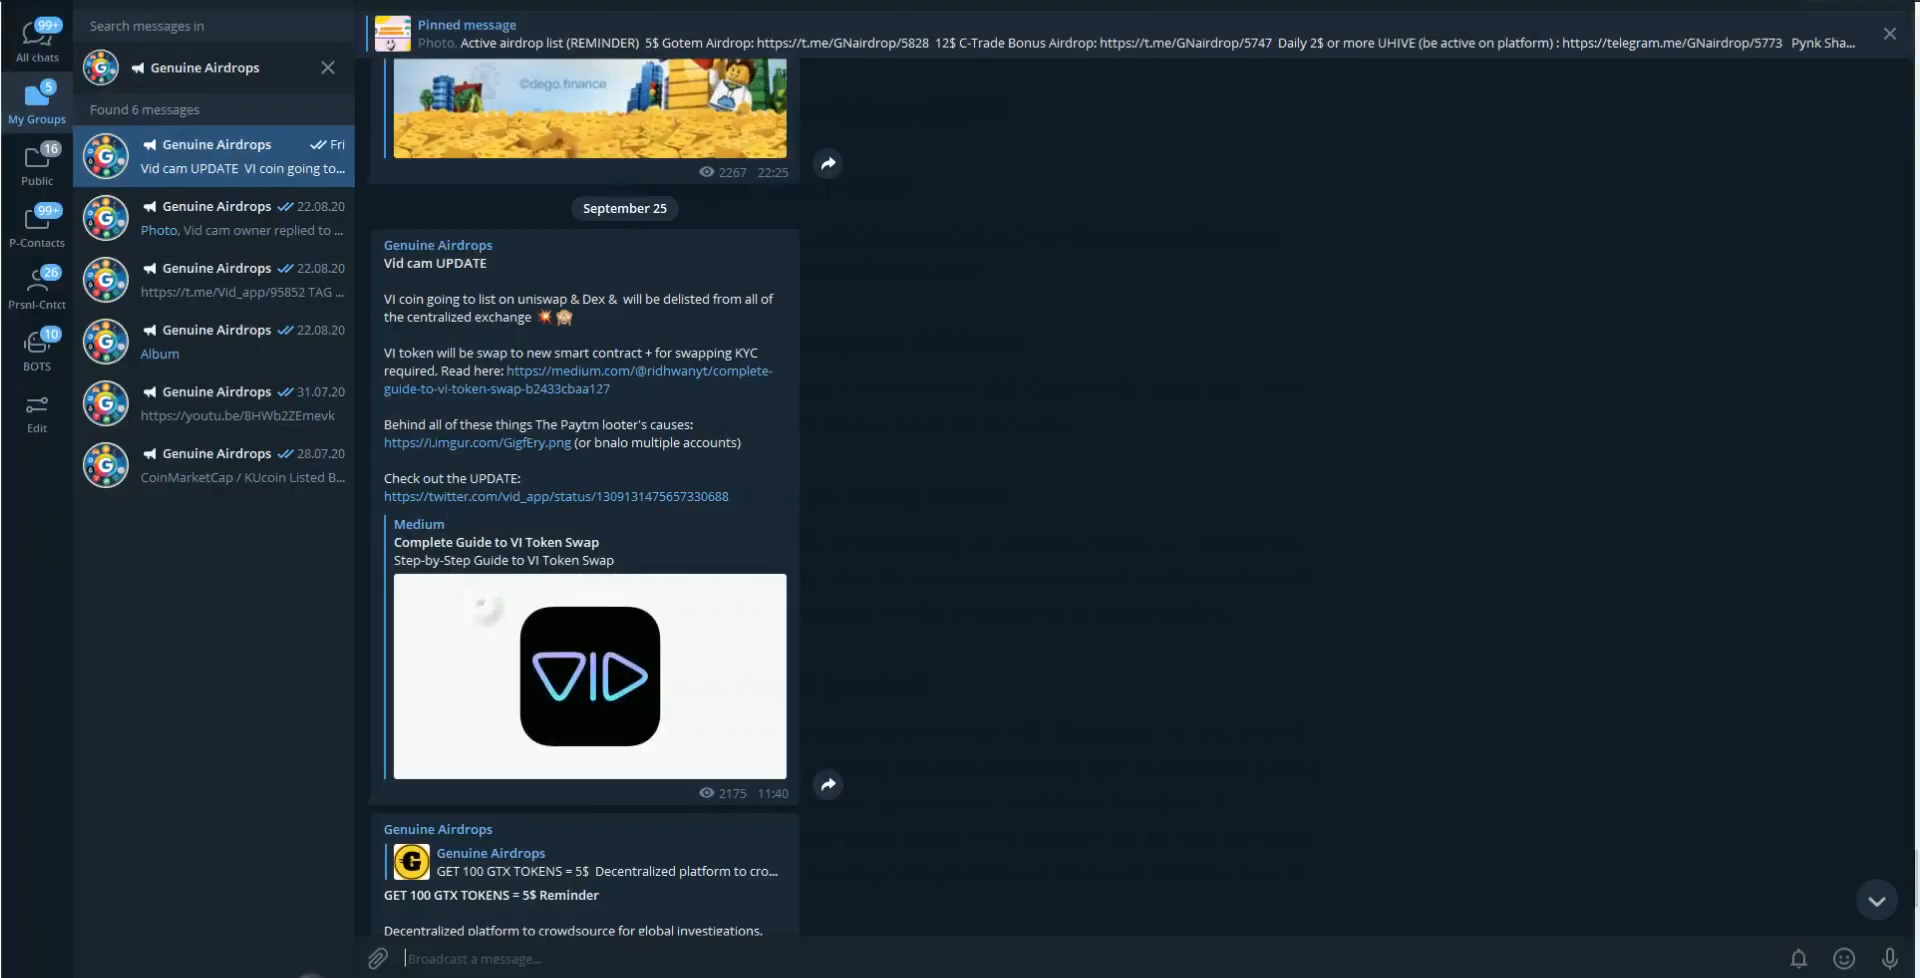 99+
All chats
5
My Groups
16
Public
99+
P-Contacts
26
Prsnl-Cntct
10
BOTS
Edit
Search messages in
Genuine Airdrops
Found 6 messages
Genuine Airdrops Fri
Vid cam UPDATE VI coin going to...
Genuine Airdrops 22.08.20
Photo, Vid cam owner replied to ...
Genuine Airdrops 22.08.20
https://t.me/Vid_app/95852 TAG ...
Genuine Airdrops 22.08.20
Album
Genuine Airdrops 31.07.20
https://youtu.be/8HWb2ZEmevk
Genuine Airdrops 28.07.20
CoinMarketCap / KUcoin Listed B...
Pinned message
Photo. Active airdrop list (REMINDER) 5$ Gotem Airdrop: https://t.me/GNairdrop/5828 12$ C-Trade Bonus Airdrop: https://t.me/GNairdrop/5747 Daily 2$ or more UHIVE (be active on platform) : https://telegram.me/GNairdrop/5773 Pynk Sha...
©dego.finance
2267 22:25
September 25
Genuine Airdrops
Vid cam UPDATE
VI coin going to list on uniswap & Dex & will be delisted from all of
the centralized exchange 💥🙈
VI token will be swap to new smart contract + for swapping KYC
required. Read here: https://medium.com/@ridhwanyt/complete-
guide-to-vi-token-swap-b2433cbaa127
Behind all of these things The Paytm looter's causes:
https://i.imgur.com/GigfEry.png (or bnalo multiple accounts)
Check out the UPDATE:
https://twitter.com/vid_app/status/1309131475657330688
Medium
Complete Guide to VI Token Swap
Step-by-Step Guide to VI Token Swap
VID
2175 11:40
Genuine Airdrops
Genuine Airdrops
GET 100 GTX TOKENS = 5$ Decentralized platform to cro...
GET 100 GTX TOKENS = 5$ Reminder
Decentralized platform to crowdsource for global investigations.
Broadcast a message...